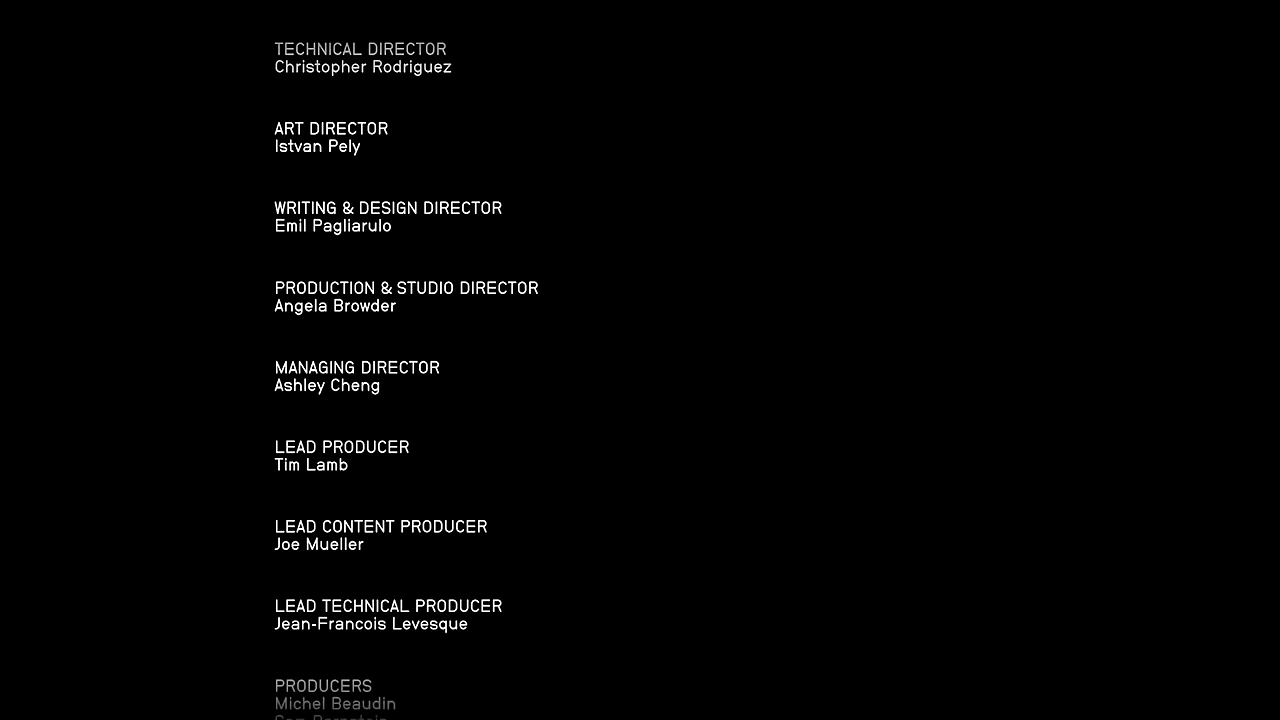 TECHNICAL DIRECTOR
Christopher Rodriguez
ART DIRECTOR
Istvan Pely
WRITING & DESIGN DIRECTOR
Emil Pagliarulo
PRODUCTION & STUDIO DIRECTOR
Angela Browder
MANAGING DIRECTOR
Ashley Cheng
LEAD PRODUCER
Tim Lamb
LEAD CONTENT PRODUCER
Joe Mueller
LEAD TECHNICAL PRODUCER
Jean-Francois Levesque
PRODUCERS
Michel Beaudin